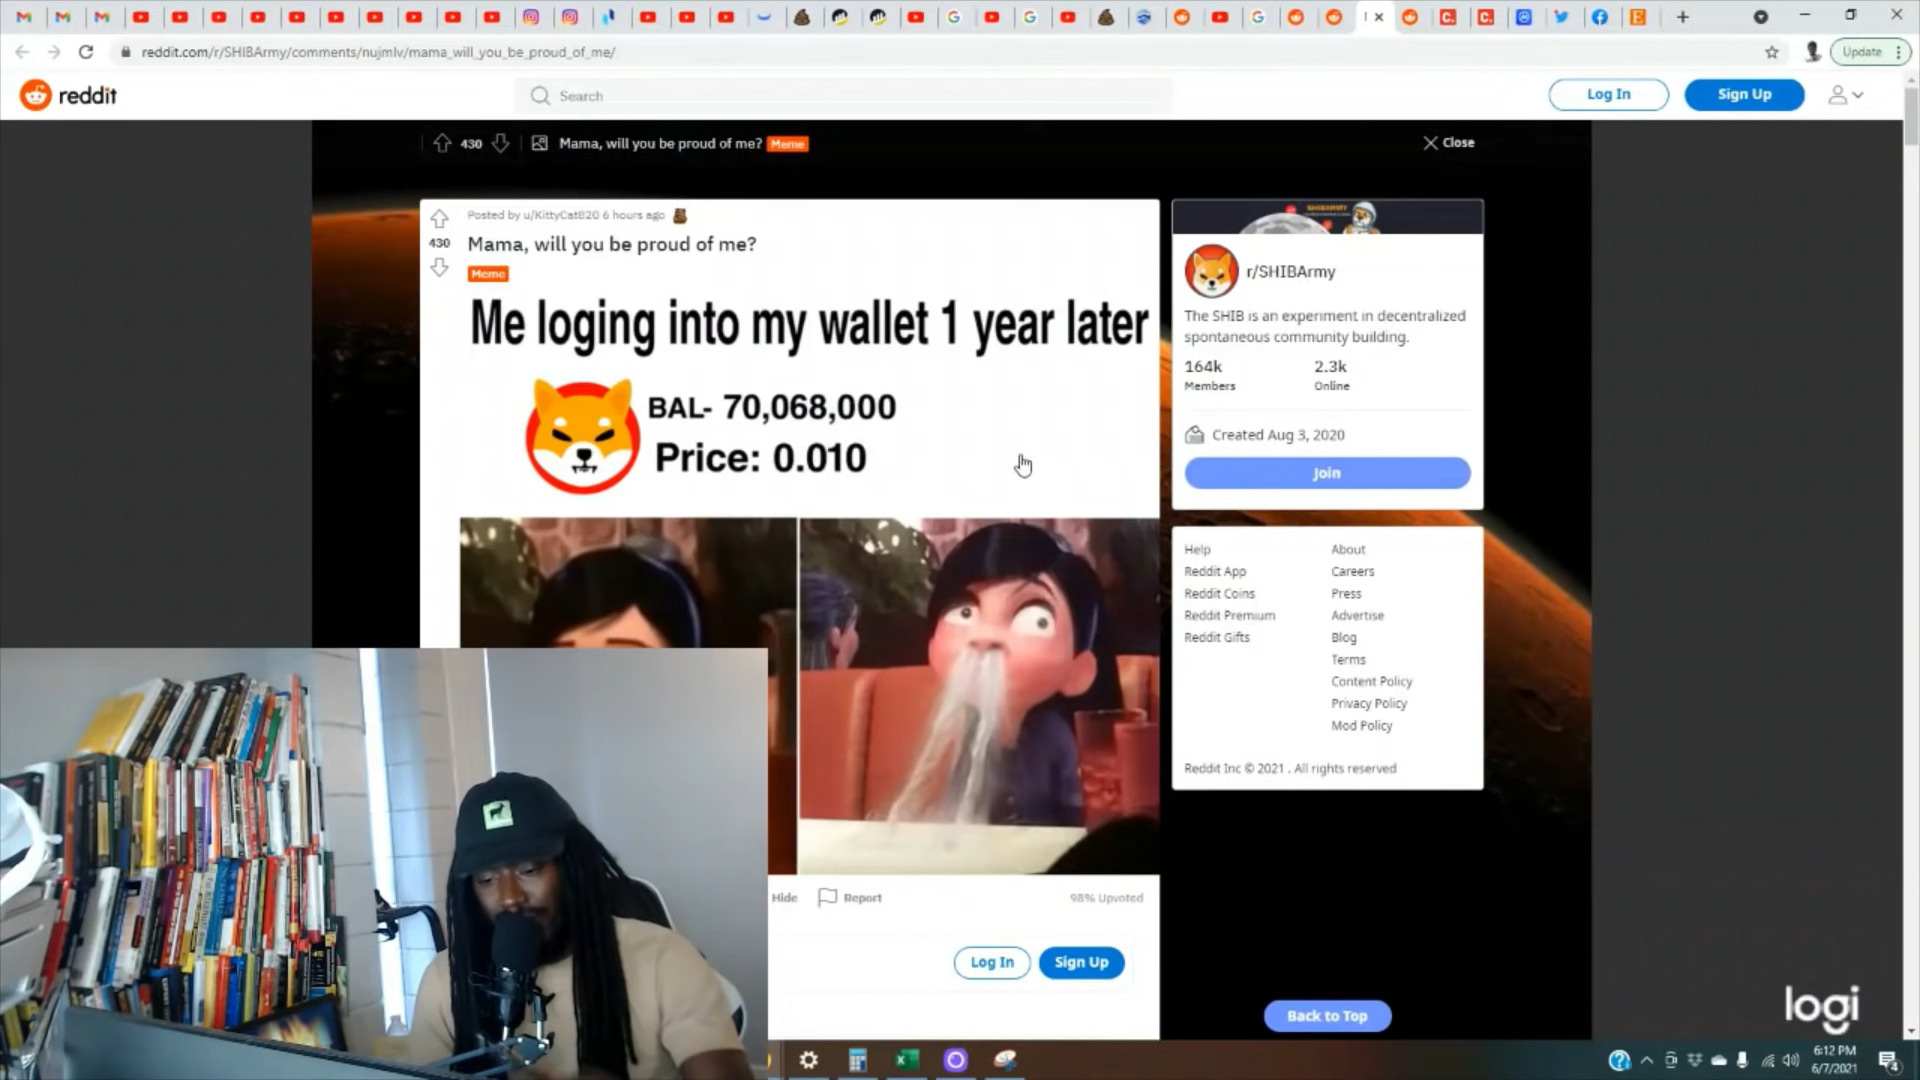 reddit.com/r/SHIBArmy/comments/nujmlv/mama_will_you_be_proud_of_me/
Update
reddit
Search
Log In
Sign Up
430
Mama, will you be proud of me?
Meme
Close
Posted by u/KittyCat820 6 hours ago
430
Mama, will you be proud of me?
Meme
Me loging into my wallet 1 year later
BAL- 70,068,000
Price: 0.010
Hide
Report
98% Upvoted
Log In
Sign Up
SHIBARMY
r/SHIBArmy
The SHIB is an experiment in decentralized
spontaneous community building.
164k
2.3k
Members
Online
Created Aug 3, 2020
Join
Help
About
Reddit App
Careers
Reddit Coins
Press
Reddit Premium
Advertise
Reddit Gifts
Blog
Terms
Content Policy
Privacy Policy
Mod Policy
Reddit Inc © 2021 . All rights reserved
Back to Top
logi
6:12 PM
6/7/2021